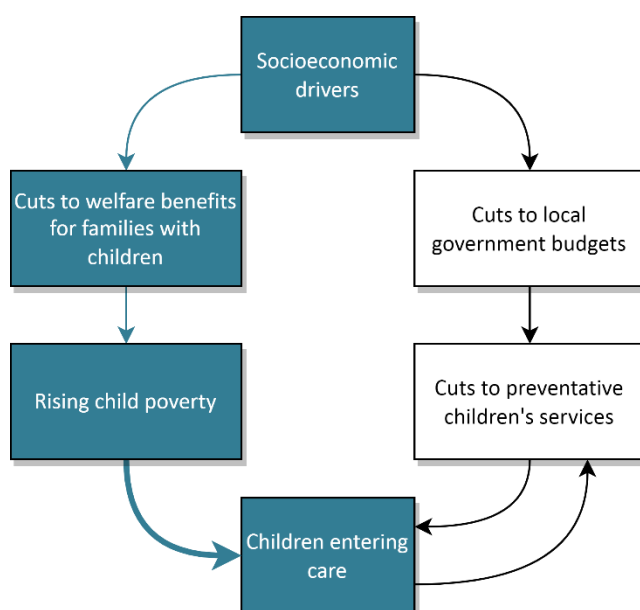 Socioeconomic
drivers
Cuts to welfare benefits
for families with
children
Cuts to local
government budgets
Rising child poverty
Cuts to preventative
children's services
Children entering
care